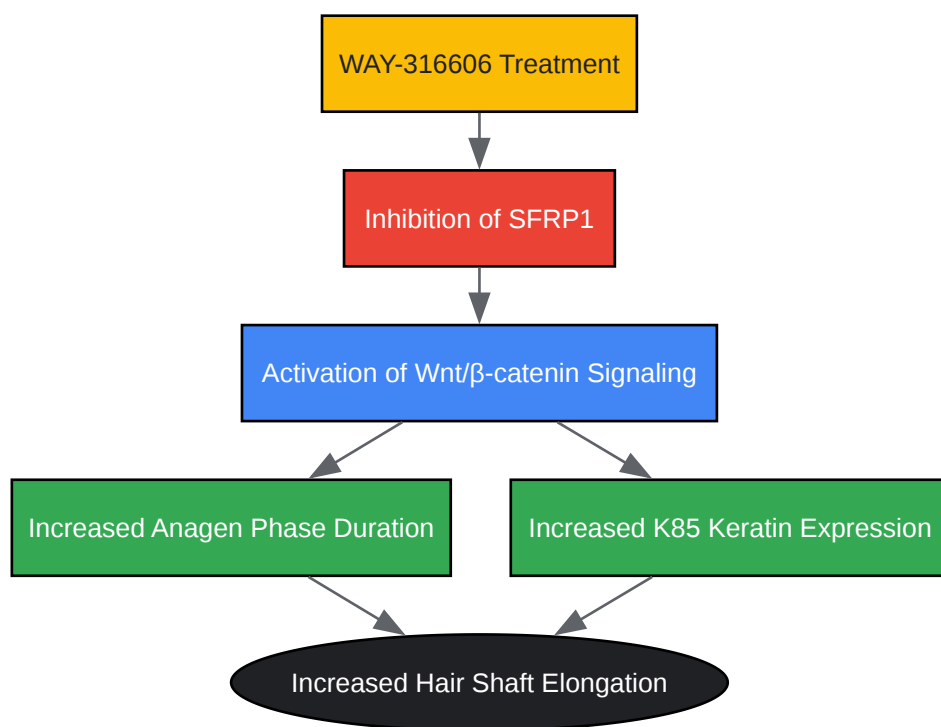 WAY-316606 Treatment
Inhibition of SFRP1
Activation of Wnt/β-catenin Signaling
Increased Anagen Phase Duration
Increased K85 Keratin Expression
Increased Hair Shaft Elongation